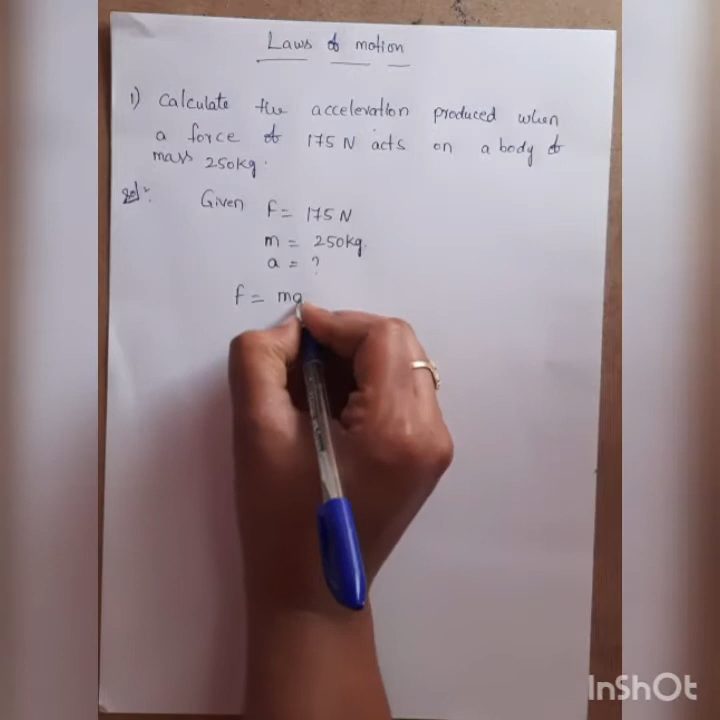 Laws of motion
1) Calculate the acceleration produced when
a force of 175 N acts on a body of
mass 250kg.
Sol:
Given F = 175 N
m = 250kg.
a = ?
f = ma
InShOt